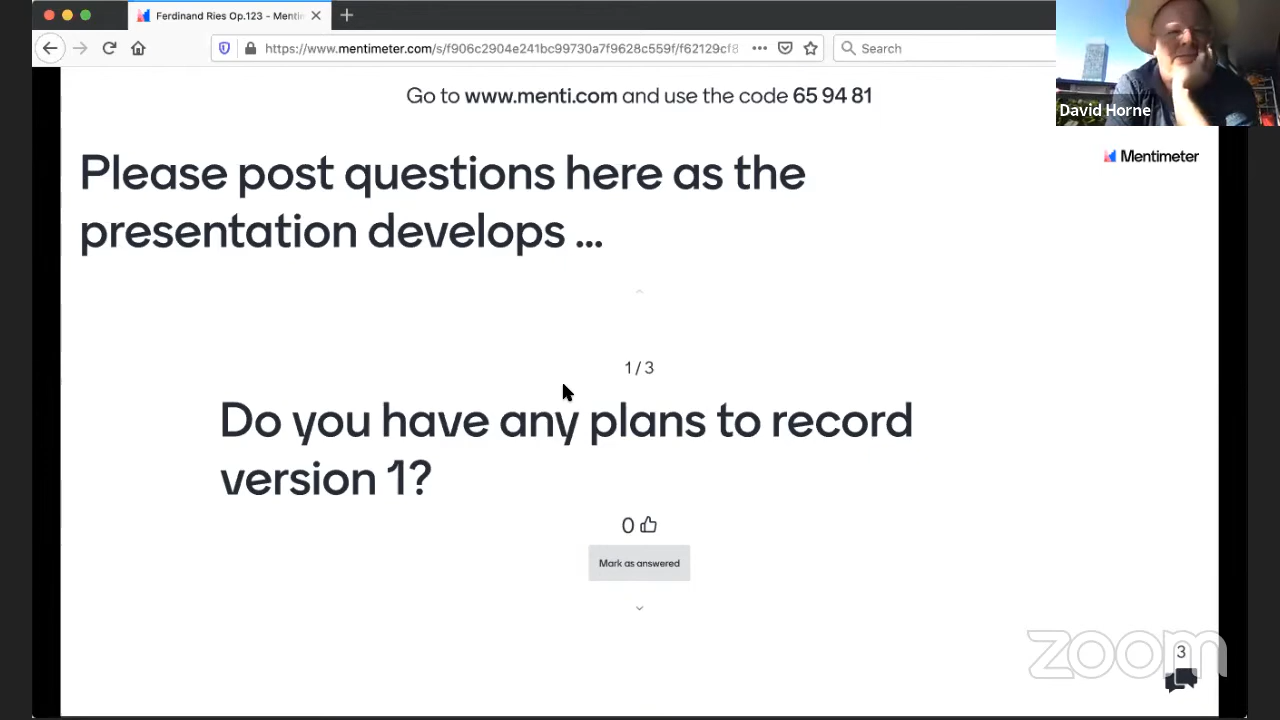 Ferdinand Ries Op.123 - Menti
https://www.mentimeter.com/s/f906c2904e241bc99730a7f9628c559f/f62129cf8
Search
David Horne
Go to www.menti.com and use the code 65 94 81
Mentimeter
Please post questions here as the
presentation develops ...
1 / 3
Do you have any plans to record
version 1?
0
Mark as answered
zoom
3